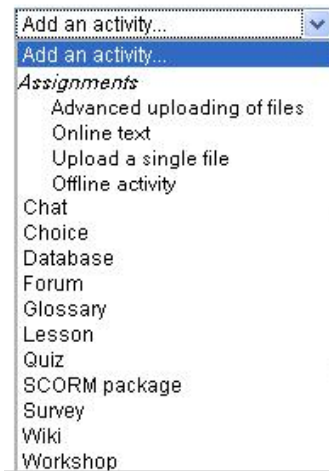 Add an activity...
Add an activity...
Assignments
Advanced uploading of files
Online text
Upload a single file
Offline activity
Chat
Choice
Database
Forum
Glossary
Lesson
Quiz
SCORM package
Survey
Wiki
Workshop